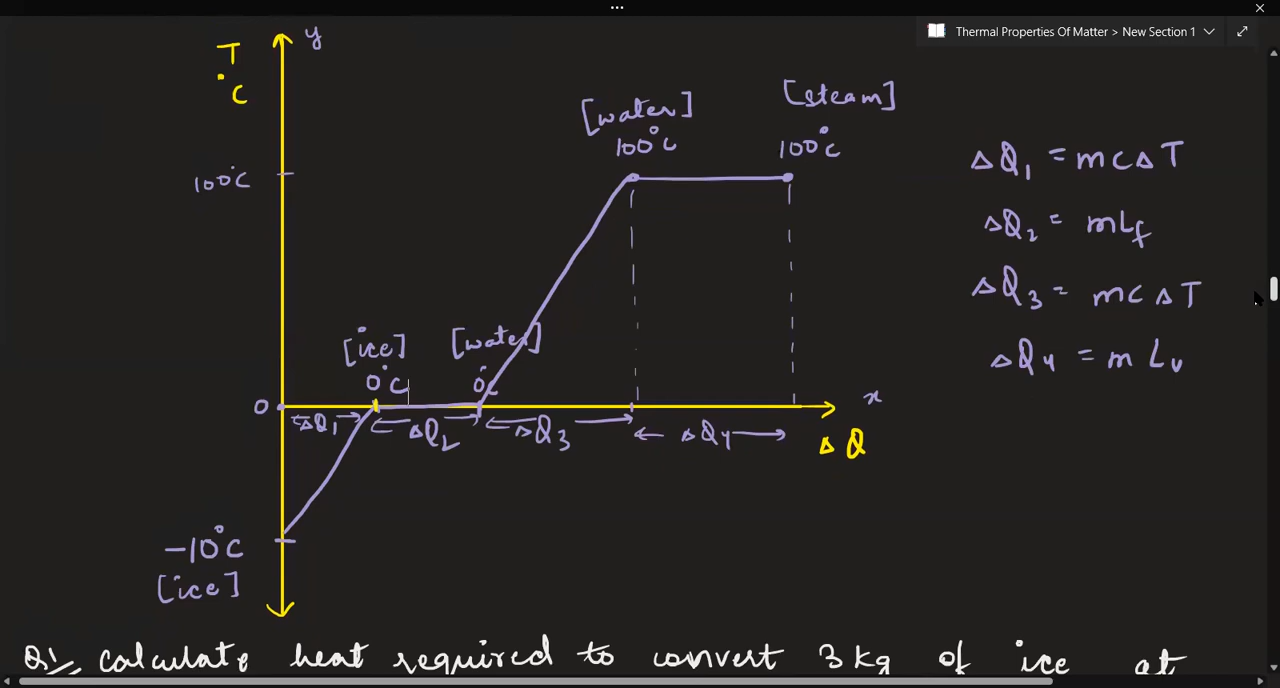 Thermal Properties Of Matter > New Section 1
T
°C
y
[water]
100°C
[steam]
100°C
100°C
ΔQ₁ = mcΔT
ΔQ₂ = mLf
ΔQ₃ = mcΔT
ΔQ₄ = mLv
[ice]
0°C
[water]
0°C
0
x
ΔQ₁
ΔQ₂
ΔQ₃
ΔQ₄
ΔQ
-10°C
[ice]
Q1, calculate heat required to convert 3kg of ice at